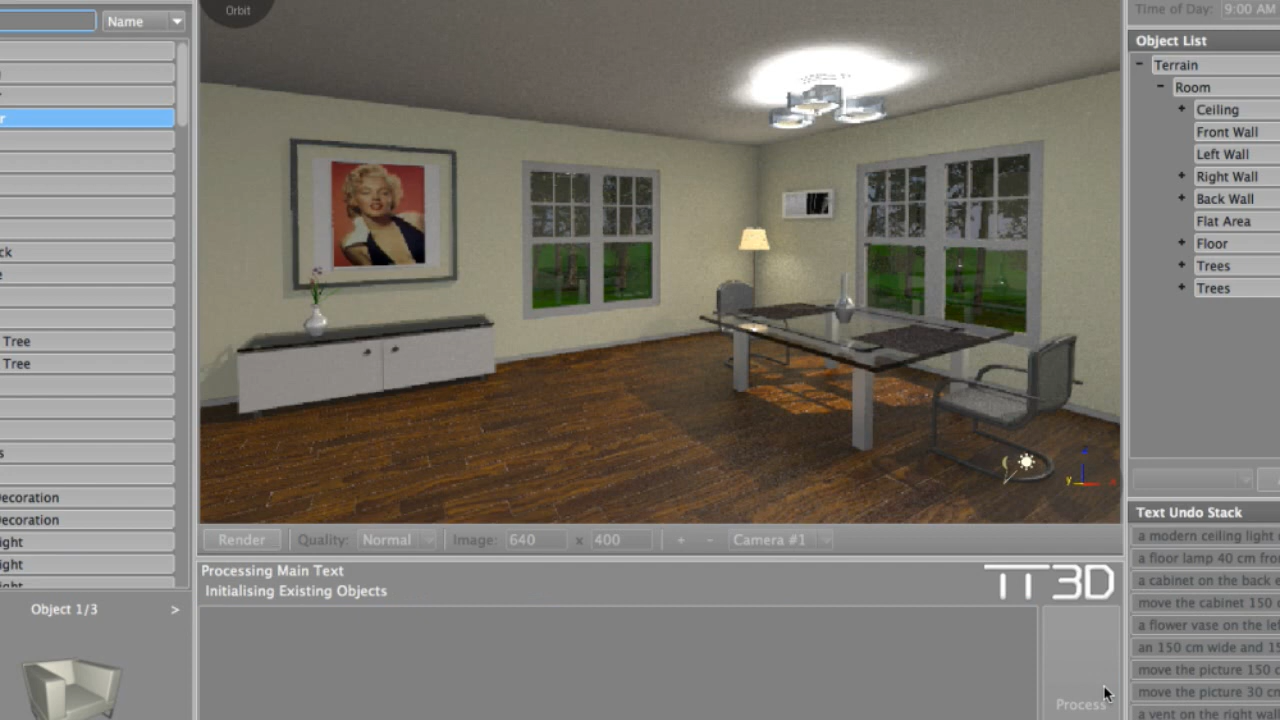 Name
ck
Tree
Tree
s
ecoration
ecoration
ight
ight
Object 1/3
>
Orbit
y
Render
Quality:
Normal
Image:
640
x
400
+
-
Camera #1
Processing Main Text
Initialising Existing Objects
TT3D
Process
Time of Day:
9:00 AM
Object List
- Terrain
- Room
+ Ceiling
Front Wall
Left Wall
+ Right Wall
+ Back Wall
Flat Area
+ Floor
+ Trees
+ Trees
Text Undo Stack
a modern ceiling light
a floor lamp 40 cm fro
a cabinet on the back e
move the cabinet 150
a flower vase on the le
an 150 cm wide and 15
move the picture 150
move the picture 30 cm
a vent on the right wal